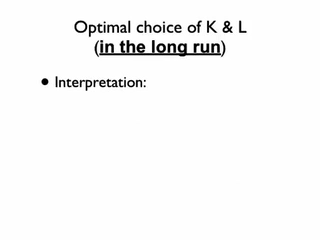 Optimal choice of K & L
(in the long run)
• Interpretation: